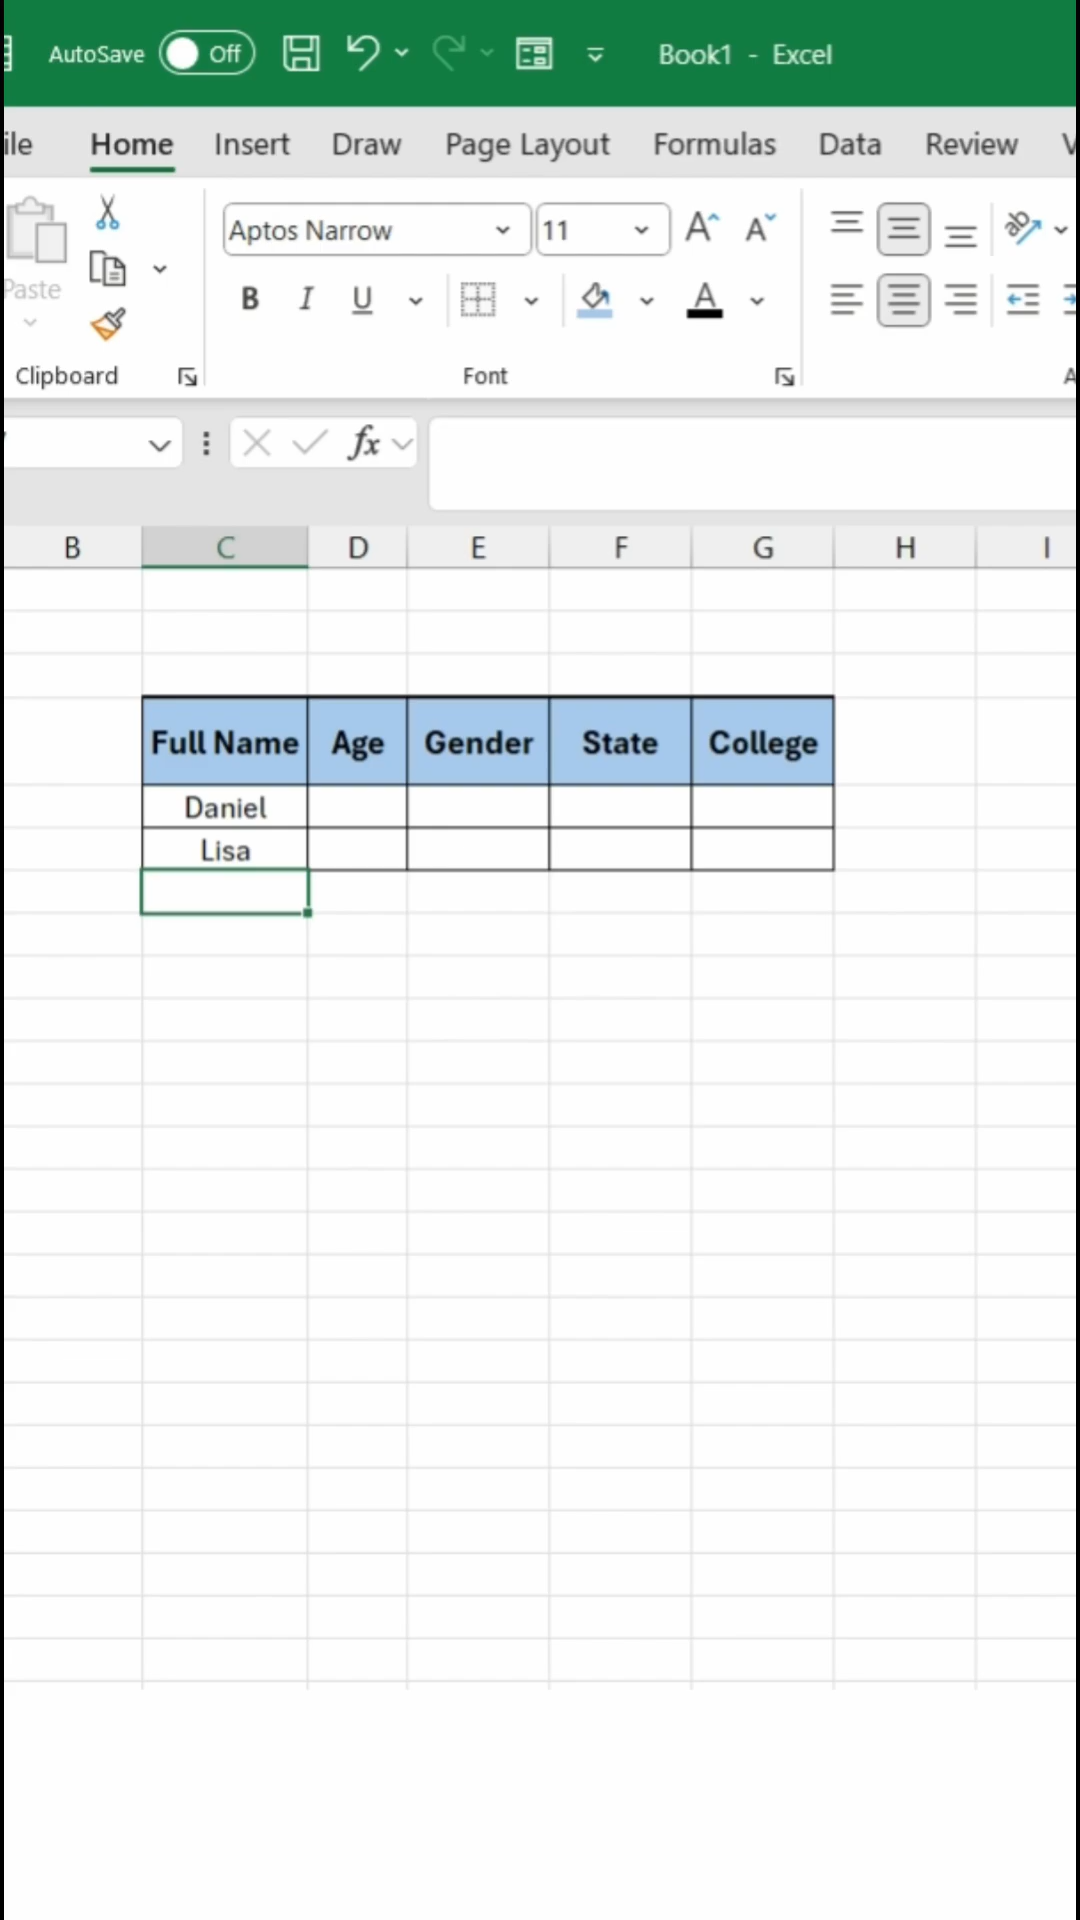 AutoSave Off Book1 - Excel
ile Home Insert Draw Page Layout Formulas Data Review V
Aptos Narrow 11 A A ab
Paste B I U A
Clipboard Font A
fx
B C D E F G H I
Full Name Age Gender State College
Daniel
Lisa